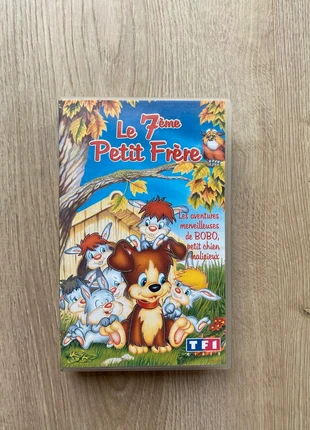 Le 7ème
Petit Frère
Les aventures
merveilleuses
de BOBO,
petit chien
malicieux
TF1